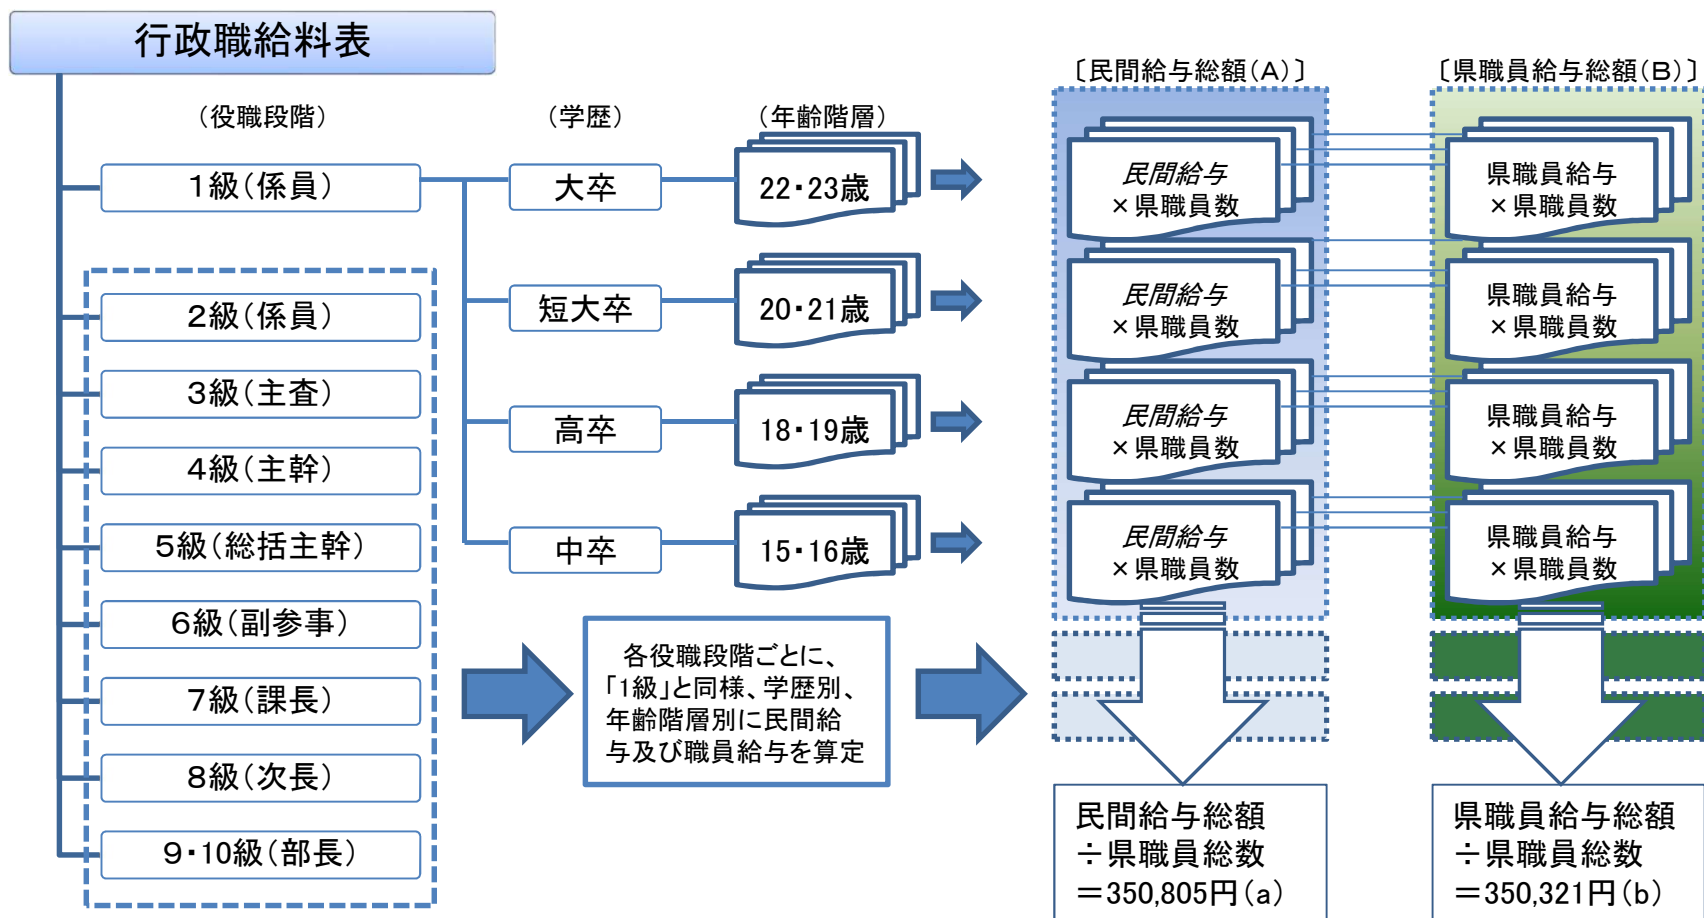 行政職給料表
〔民間給与総額(A)〕
〔県職員給与総額(B)〕
(役職段階)
(学歴)
(年齢階層)
1級(係員)
大卒
22・23歳
民間給与
×県職員数
県職員給与
×県職員数
2級(係員)
短大卒
20・21歳
民間給与
×県職員数
県職員給与
×県職員数
3級(主査)
高卒
18・19歳
民間給与
×県職員数
県職員給与
×県職員数
4級(主幹)
5級(総括主幹)
中卒
15・16歳
民間給与
×県職員数
県職員給与
×県職員数
6級(副参事)
7級(課長)
8級(次長)
9・10級(部長)
各役職段階ごとに、
「1級」と同様、学歴別、
年齢階層別に民間給
与及び職員給与を算定
民間給与総額
÷県職員総数
=350,805円(a)
県職員給与総額
÷県職員総数
=350,321円(b)